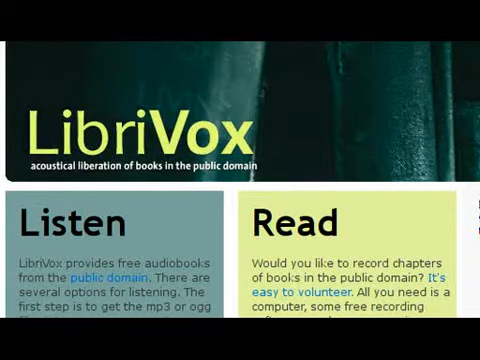 LibriVox
acoustical liberation of books in the public domain
Listen
LibriVox provides free audiobooks
from the public domain. There are
several options for listening. The
first step is to get the mp3 or ogg
Read
Would you like to record chapters
of books in the public domain? It's
easy to volunteer. All you need is a
computer, some free recording